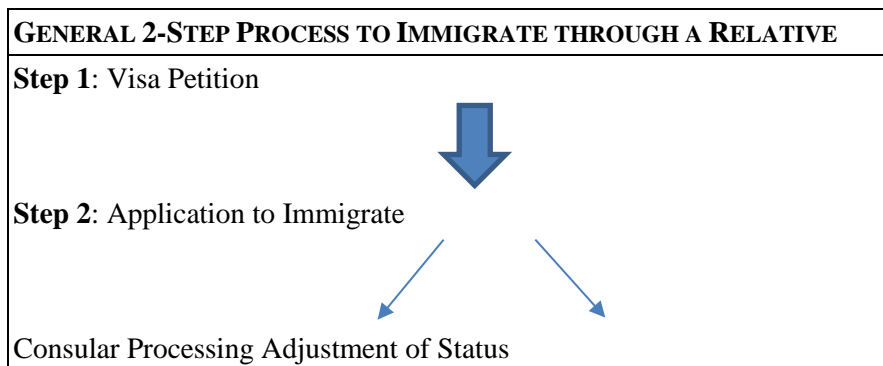 GENERAL 2-STEP PROCESS TO IMMIGRATE THROUGH A RELATIVE
Step 1: Visa Petition
Step 2: Application to Immigrate
Consular Processing Adjustment of Status